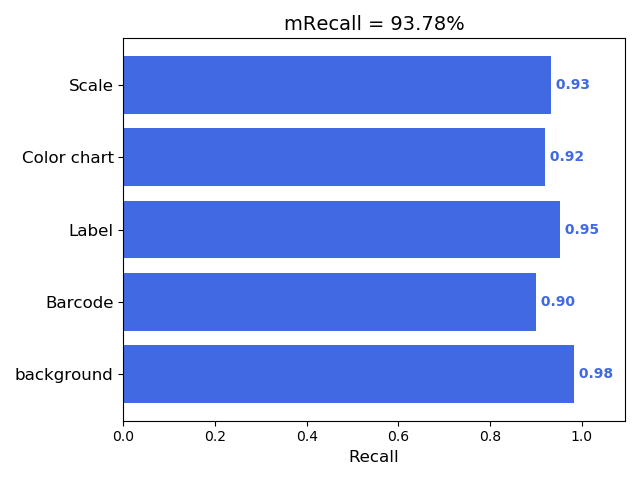 mRecall = 93.78%
Scale 0.93
Color chart 0.92
Label 0.95
Barcode 0.90
background 0.98
0.0 0.2 0.4 0.6 0.8 1.0
Recall